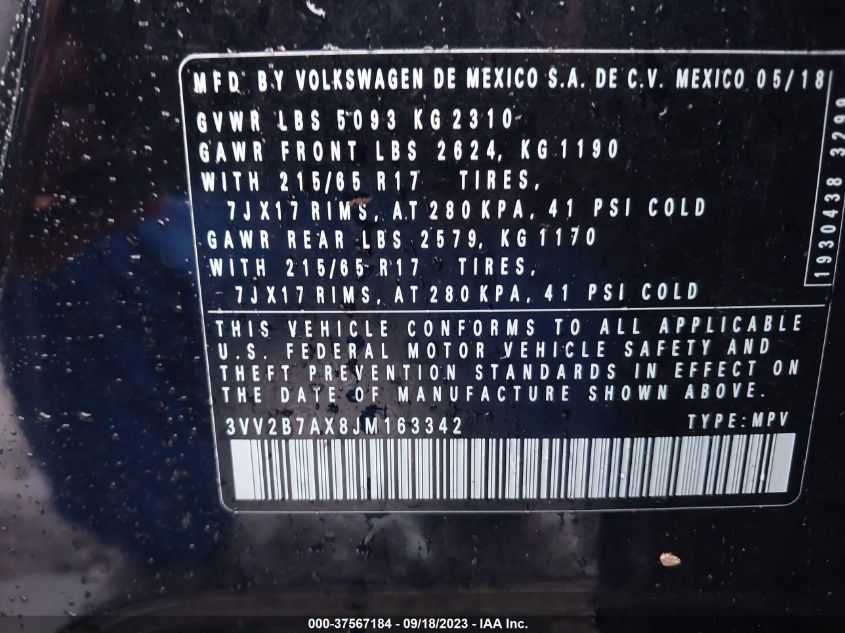 MFD BY VOLKSWAGEN DE MEXICO S.A. DE C.V. MEXICO 05/18
GVWR LBS 5093 KG 2310
GAWR FRONT LBS 2624, KG 1190
WITH 215/65 R17 TIRES,
7JX17 RIMS, AT 280 KPA, 41 PSI COLD
GAWR REAR LBS 2579, KG 1170
WITH 215/65 R17 TIRES,
7JX17 RIMS, AT 280 KPA, 41 PSI COLD
1930438 3299
THIS VEHICLE CONFORMS TO ALL APPLICABLE
U.S. FEDERAL MOTOR VEHICLE SAFETY AND
THEFT PREVENTION STANDARDS IN EFFECT ON
THE DATE OF MANUFACTURE SHOWN ABOVE.
3VV2B7AX8JM163342 TYPE:MPV
000-37567184 - 09/18/2023 - IAA Inc.